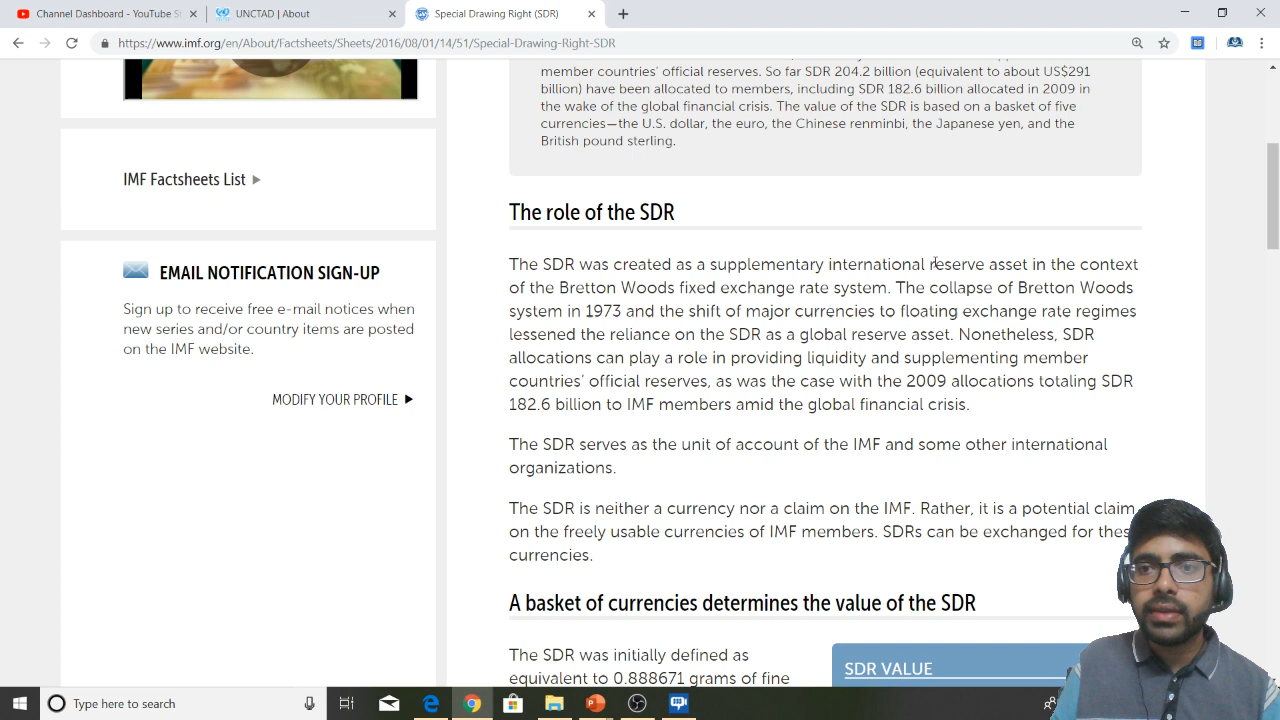 Channel Dashboard - YouTube St
UNCTAD | About
Special Drawing Right (SDR)
https://www.imf.org/en/About/Factsheets/Sheets/2016/08/01/14/51/Special-Drawing-Right-SDR
member countries' official reserves. So far SDR 204.2 billion (equivalent to about US$291
billion) have been allocated to members, including SDR 182.6 billion allocated in 2009 in
the wake of the global financial crisis. The value of the SDR is based on a basket of five
currencies—the U.S. dollar, the euro, the Chinese renminbi, the Japanese yen, and the
British pound sterling.
IMF Factsheets List
EMAIL NOTIFICATION SIGN-UP
Sign up to receive free e-mail notices when
new series and/or country items are posted
on the IMF website.
MODIFY YOUR PROFILE
The role of the SDR
The SDR was created as a supplementary international reserve asset in the context
of the Bretton Woods fixed exchange rate system. The collapse of Bretton Woods
system in 1973 and the shift of major currencies to floating exchange rate regimes
lessened the reliance on the SDR as a global reserve asset. Nonetheless, SDR
allocations can play a role in providing liquidity and supplementing member
countries' official reserves, as was the case with the 2009 allocations totaling SDR
182.6 billion to IMF members amid the global financial crisis.
The SDR serves as the unit of account of the IMF and some other international
organizations.
The SDR is neither a currency nor a claim on the IMF. Rather, it is a potential claim
on the freely usable currencies of IMF members. SDRs can be exchanged for thes
currencies.
A basket of currencies determines the value of the SDR
The SDR was initially defined as
equivalent to 0.888671 grams of fine
SDR VALUE
Type here to search